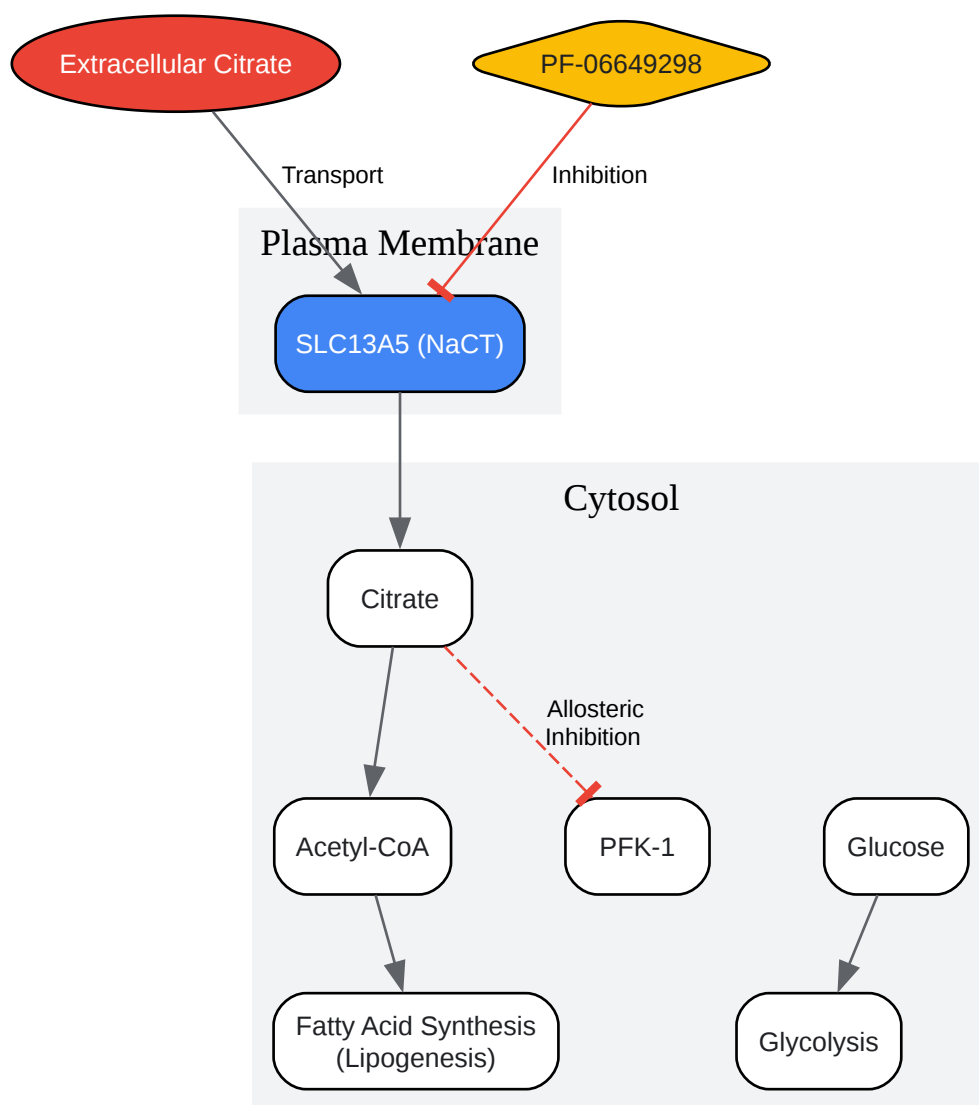 Extracellular Citrate
PF-06649298
Transport
Inhibition
Plasma Membrane
SLC13A5 (NaCT)
Cytosol
Citrate
Allosteric
Inhibition
Acetyl-CoA
PFK-1
Glucose
Fatty Acid Synthesis
(Lipogenesis)
Glycolysis